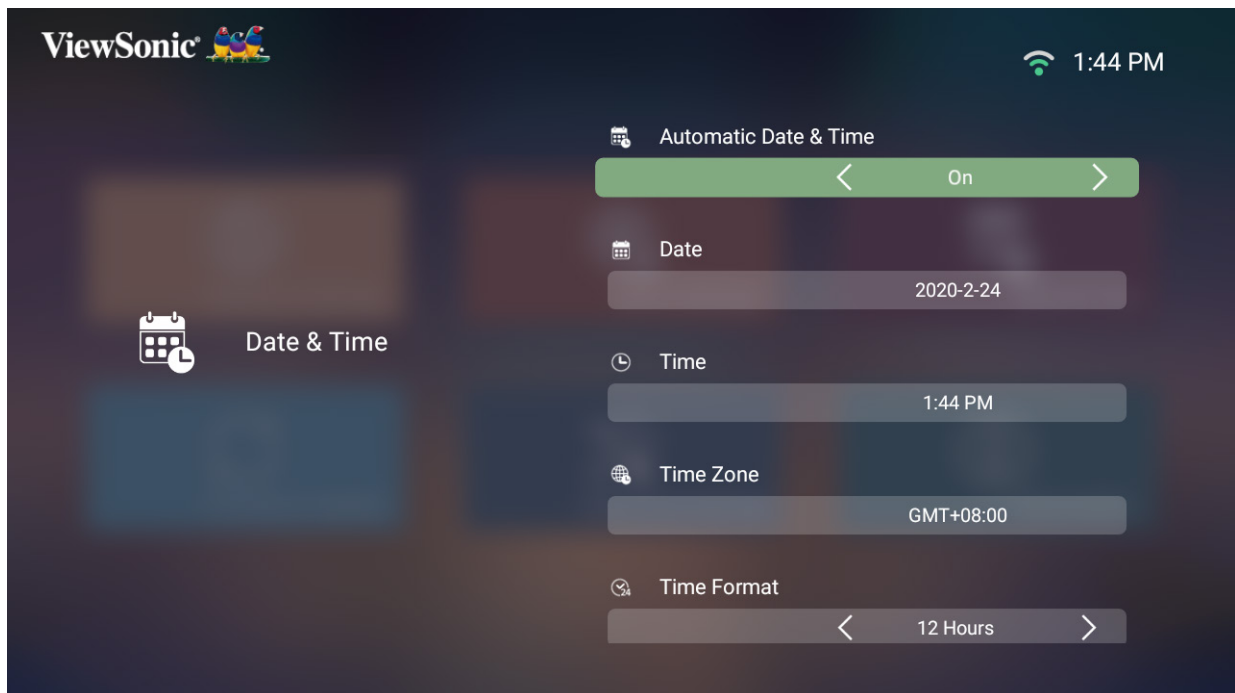 ViewSonic®
1:44 PM
Automatic Date & Time
On
Date
2020-2-24
Date & Time
Time
1:44 PM
Time Zone
GMT+08:00
24
Time Format
12 Hours